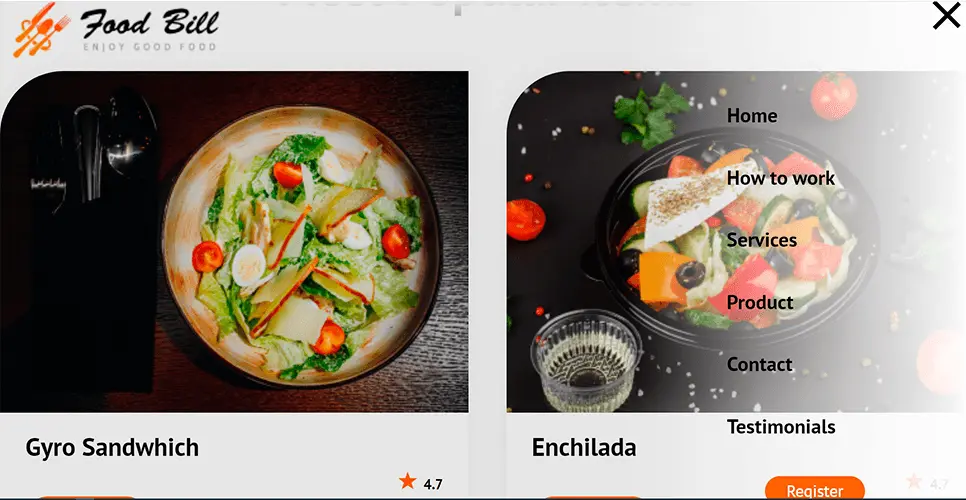 Food Bill
ENJOY GOOD FOOD
Home
How to work
Services
Product
Contact
Testimonials
Gyro Sandwhich
Enchilada
4.7
Register
4.7